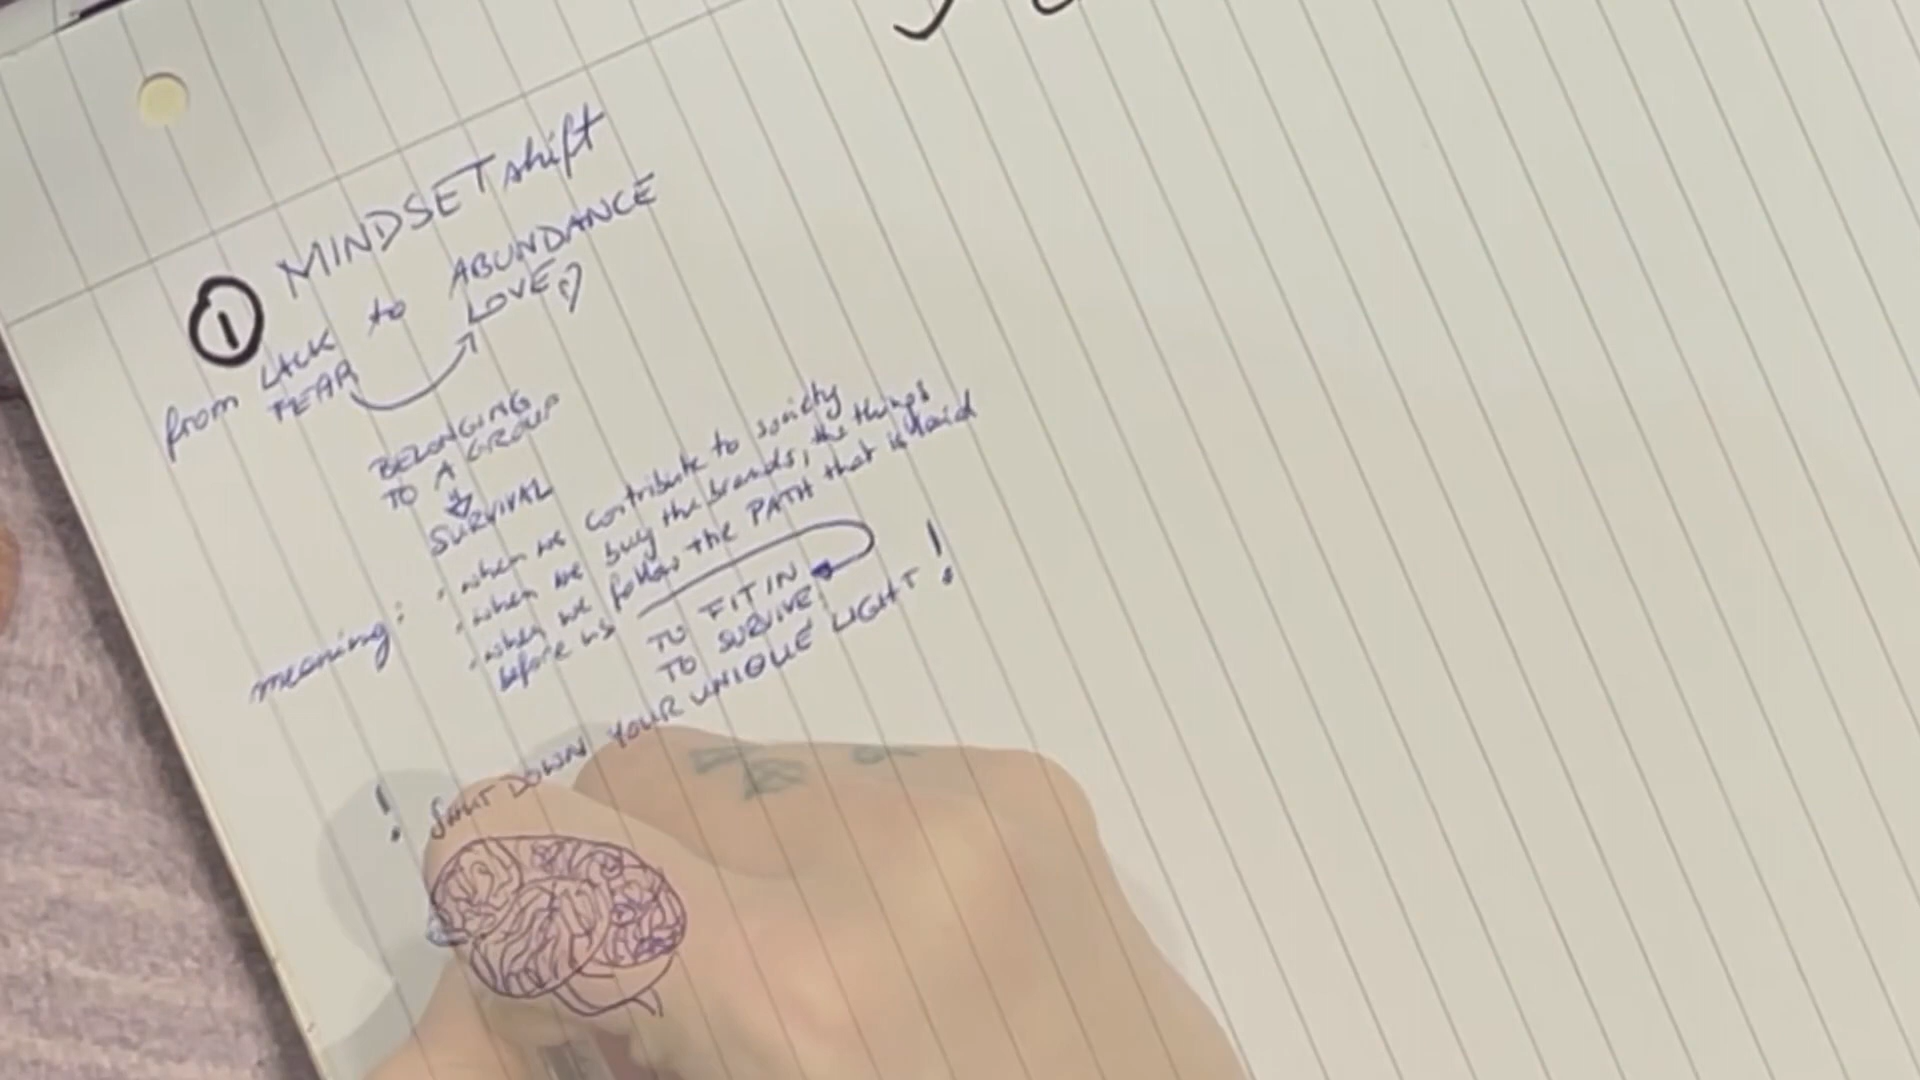 ① MINDSET shift
from LACK to ABUNDANCE
FEAR LOVE
BELONGING
TO A GROUP
SURVIVAL
meaning: · when we contribute to society
· when we buy the brands, the things
· when we follow the PATH that is laid
before us
TO FIT IN
TO SURVIVE
! SHUT DOWN YOUR UNIQUE LIGHT !